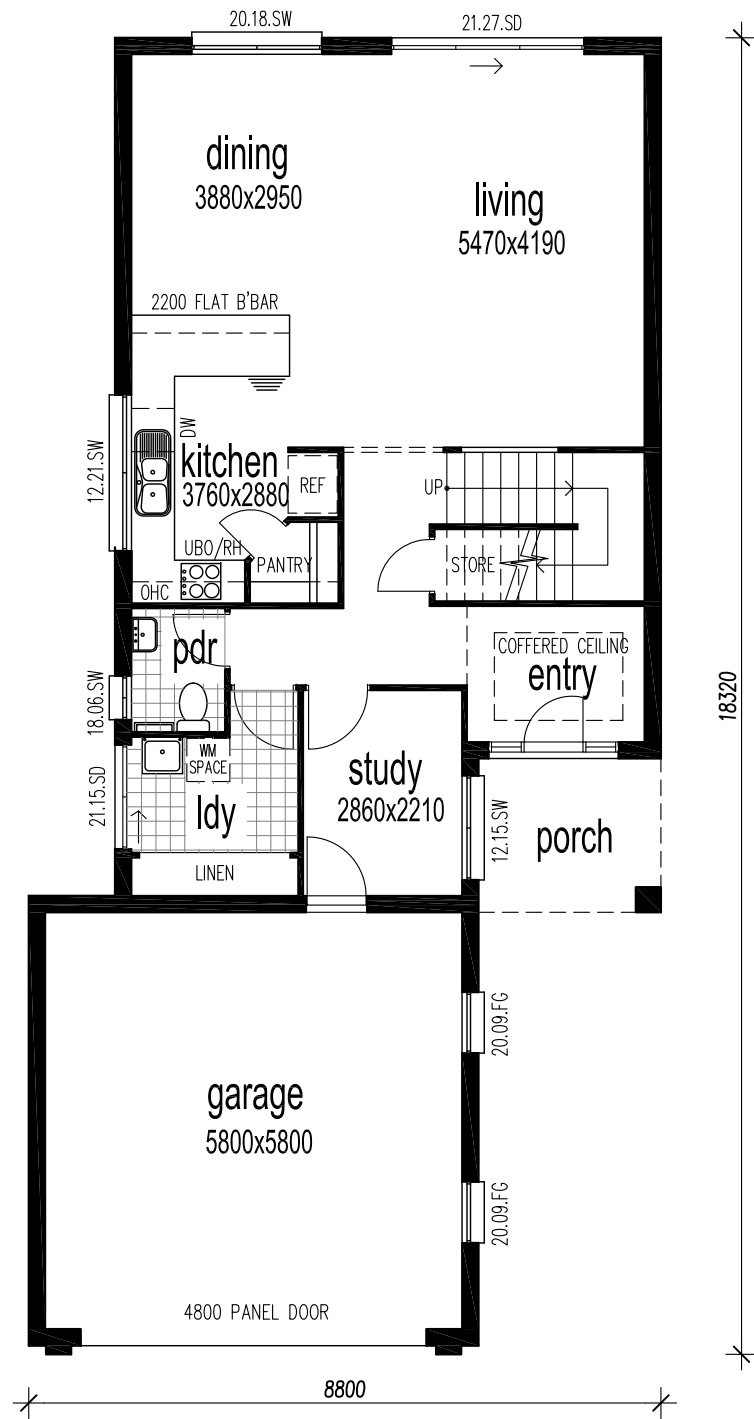 20.18.SW
21.27.SD
dining
3880x2950
living
5470x4190
2200 FLAT B'BAR
12.21.SW
DW
kitchen
3760x2880
REF
UP
UBO/RH
PANTRY
STORE
OHC
pdr
COFFERED CEILING
entry
18.06.SW
18320
WM
SPACE
study
2860x2210
21.15.SD
ldy
12.15.SW
porch
LINEN
20.09.FG
garage
5800x5800
20.09.FG
4800 PANEL DOOR
8800